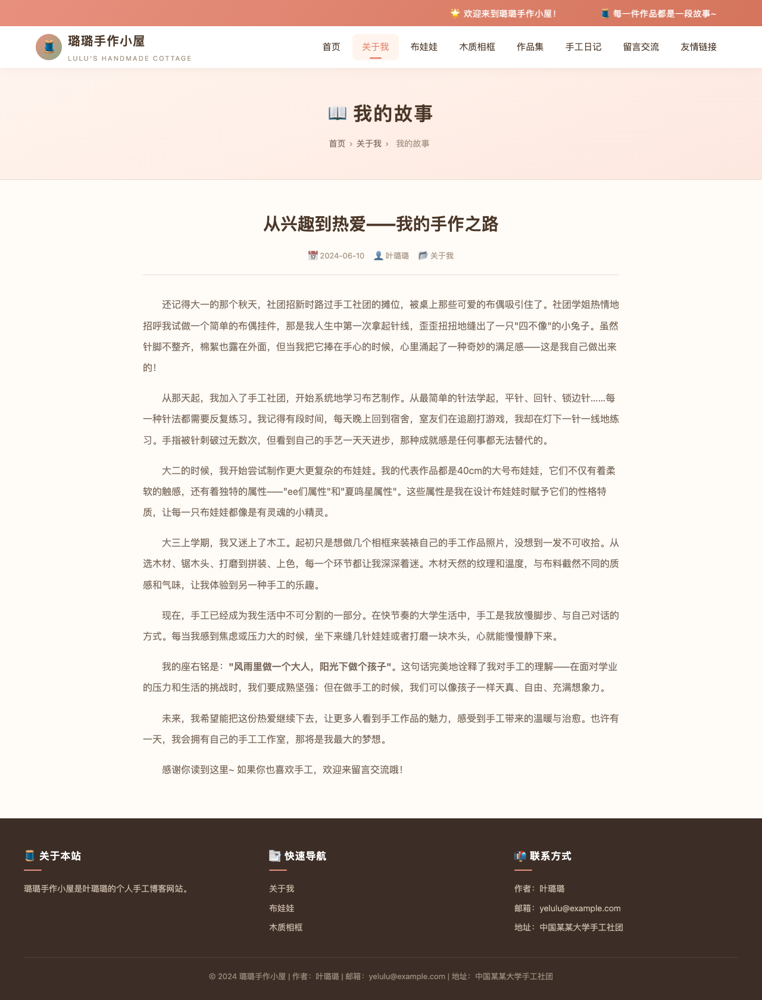 🌟 欢迎来到璐璐手作小屋！ 🧵 每一件作品都是一段故事~
🧵 璐璐手作小屋
LULU'S HANDMADE COTTAGE
首页 关于我 布娃娃 木质相框 作品集 手工日记 留言交流 友情链接
📖 我的故事
首页 › 关于我 › 我的故事
从兴趣到热爱——我的手作之路
📅 2024-06-10 👤 叶璐璐 📂 关于我
还记得大一的那个秋天，社团招新时路过手工社团的摊位，被桌上那些可爱的布偶吸引住了。社团学姐热情地
招呼我试做一个简单的布偶挂件，那是我人生中第一次拿起针线，歪歪扭扭地缝出了一只"四不像"的小兔子。虽然
针脚不整齐，棉絮也露在外面，但当我把它捧在手心的时候，心里涌起了一种奇妙的满足感——这是我自己做出来
的！
从那天起，我加入了手工社团，开始系统地学习布艺制作。从最简单的针法学起，平针、回针、锁边针……每
一种针法都需要反复练习。我记得有段时间，每天晚上回到宿舍，室友们在追剧打游戏，我却在灯下一针一线地练
习。手指被针刺破过无数次，但看到自己的手艺一天天进步，那种成就感是任何事都无法替代的。
大二的时候，我开始尝试制作更大更复杂的布娃娃。我的代表作品都是40cm的大号布娃娃，它们不仅有着柔
软的触感，还有着独特的属性——"ee们属性"和"夏鸣星属性"。这些属性是我在设计布娃娃时赋予它们的性格特
质，让每一只布娃娃都像是有灵魂的小精灵。
大三上学期，我又迷上了木工。起初只是想做几个相框来装裱自己的手工作品照片，没想到一发不可收拾。从
选木材、锯木头、打磨到拼装、上色，每一个环节都让我深深着迷。木材天然的纹理和温度，与布料截然不同的质
感和气味，让我体验到另一种手工的乐趣。
现在，手工已经成为我生活中不可分割的一部分。在快节奏的大学生活中，手工是我放慢脚步、与自己对话的
方式。每当我感到焦虑或压力大的时候，坐下来缝几针娃娃或者打磨一块木头，心就能慢慢静下来。
我的座右铭是："风雨里做一个大人，阳光下做个孩子"。这句话完美地诠释了我对手工的理解——在面对学业
的压力和生活的挑战时，我们要成熟坚强；但在做手工的时候，我们可以像孩子一样天真、自由、充满想象力。
未来，我希望能把这份热爱继续下去，让更多人看到手工作品的魅力，感受到手工带来的温暖与治愈。也许有
一天，我会拥有自己的手工工作室，那将是我最大的梦想。
感谢你读到这里~ 如果你也喜欢手工，欢迎来留言交流哦！
🧵 关于本站
璐璐手作小屋是叶璐璐的个人手工博客网站。
📑 快速导航
关于我
布娃娃
木质相框
📬 联系方式
作者：叶璐璐
邮箱：yelulu@example.com
地址：中国某某大学手工社团
© 2024 璐璐手作小屋 | 作者：叶璐璐 | 邮箱：yelulu@example.com | 地址：中国某某大学手工社团